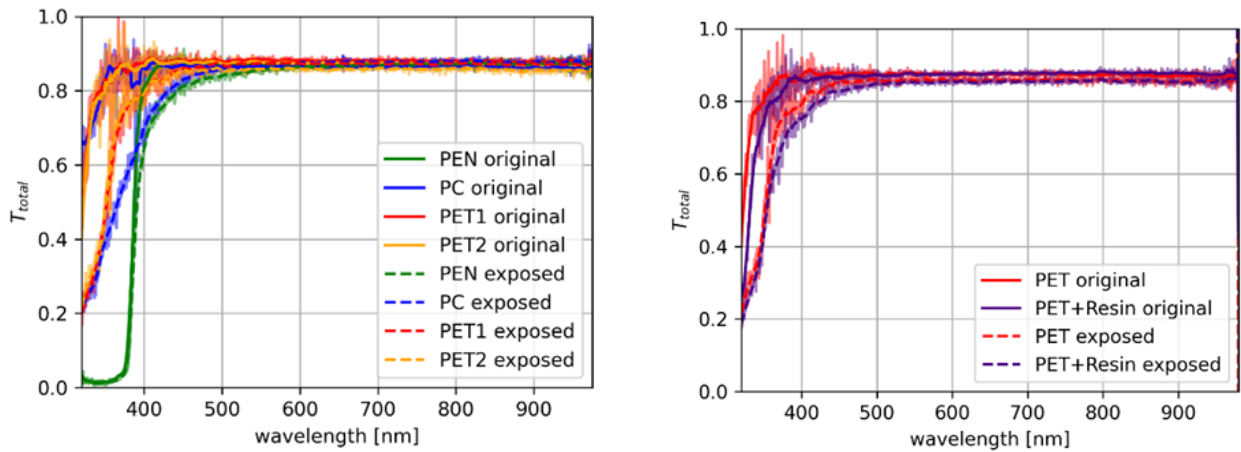 1.0
0.8
0.6
0.4
0.2
0.0
T_total
400 500 600 700 800 900
wavelength [nm]
PEN original
PC original
PET1 original
PET2 original
PEN exposed
PC exposed
PET1 exposed
PET2 exposed
1.0
0.8
0.6
0.4
0.2
0.0
T_total
400 500 600 700 800 900
wavelength [nm]
PET original
PET+Resin original
PET exposed
PET+Resin exposed